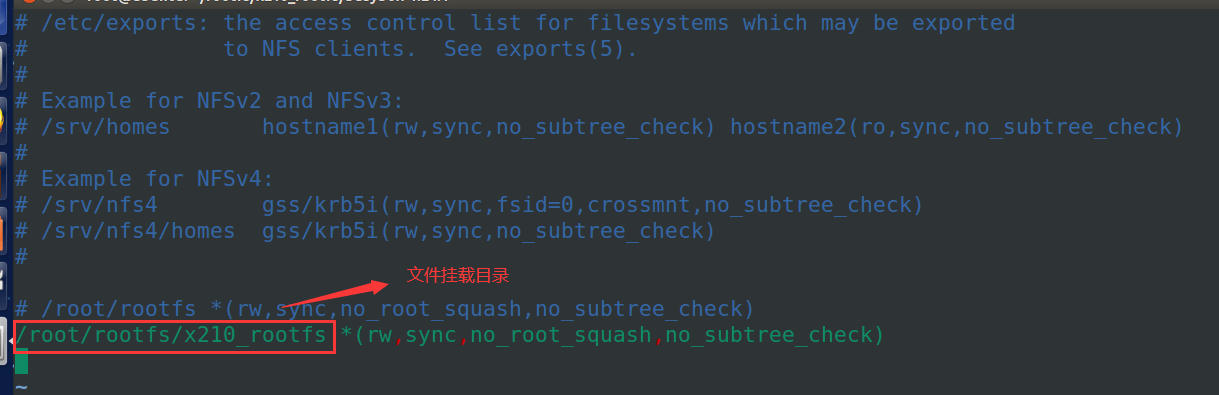 # /etc/exports: the access control list for filesystems which may be exported
#               to NFS clients.  See exports(5).
#
# Example for NFSv2 and NFSv3:
# /srv/homes       hostname1(rw,sync,no_subtree_check) hostname2(ro,sync,no_subtree_check)
#
# Example for NFSv4:
# /srv/nfs4        gss/krb5i(rw,sync,fsid=0,crossmnt,no_subtree_check)
# /srv/nfs4/homes  gss/krb5i(rw,sync,no_subtree_check)
#
文件挂载目录
# /root/rootfs *(rw,sync,no_root_squash,no_subtree_check)
/root/rootfs/x210_rootfs *(rw,sync,no_root_squash,no_subtree_check)
~